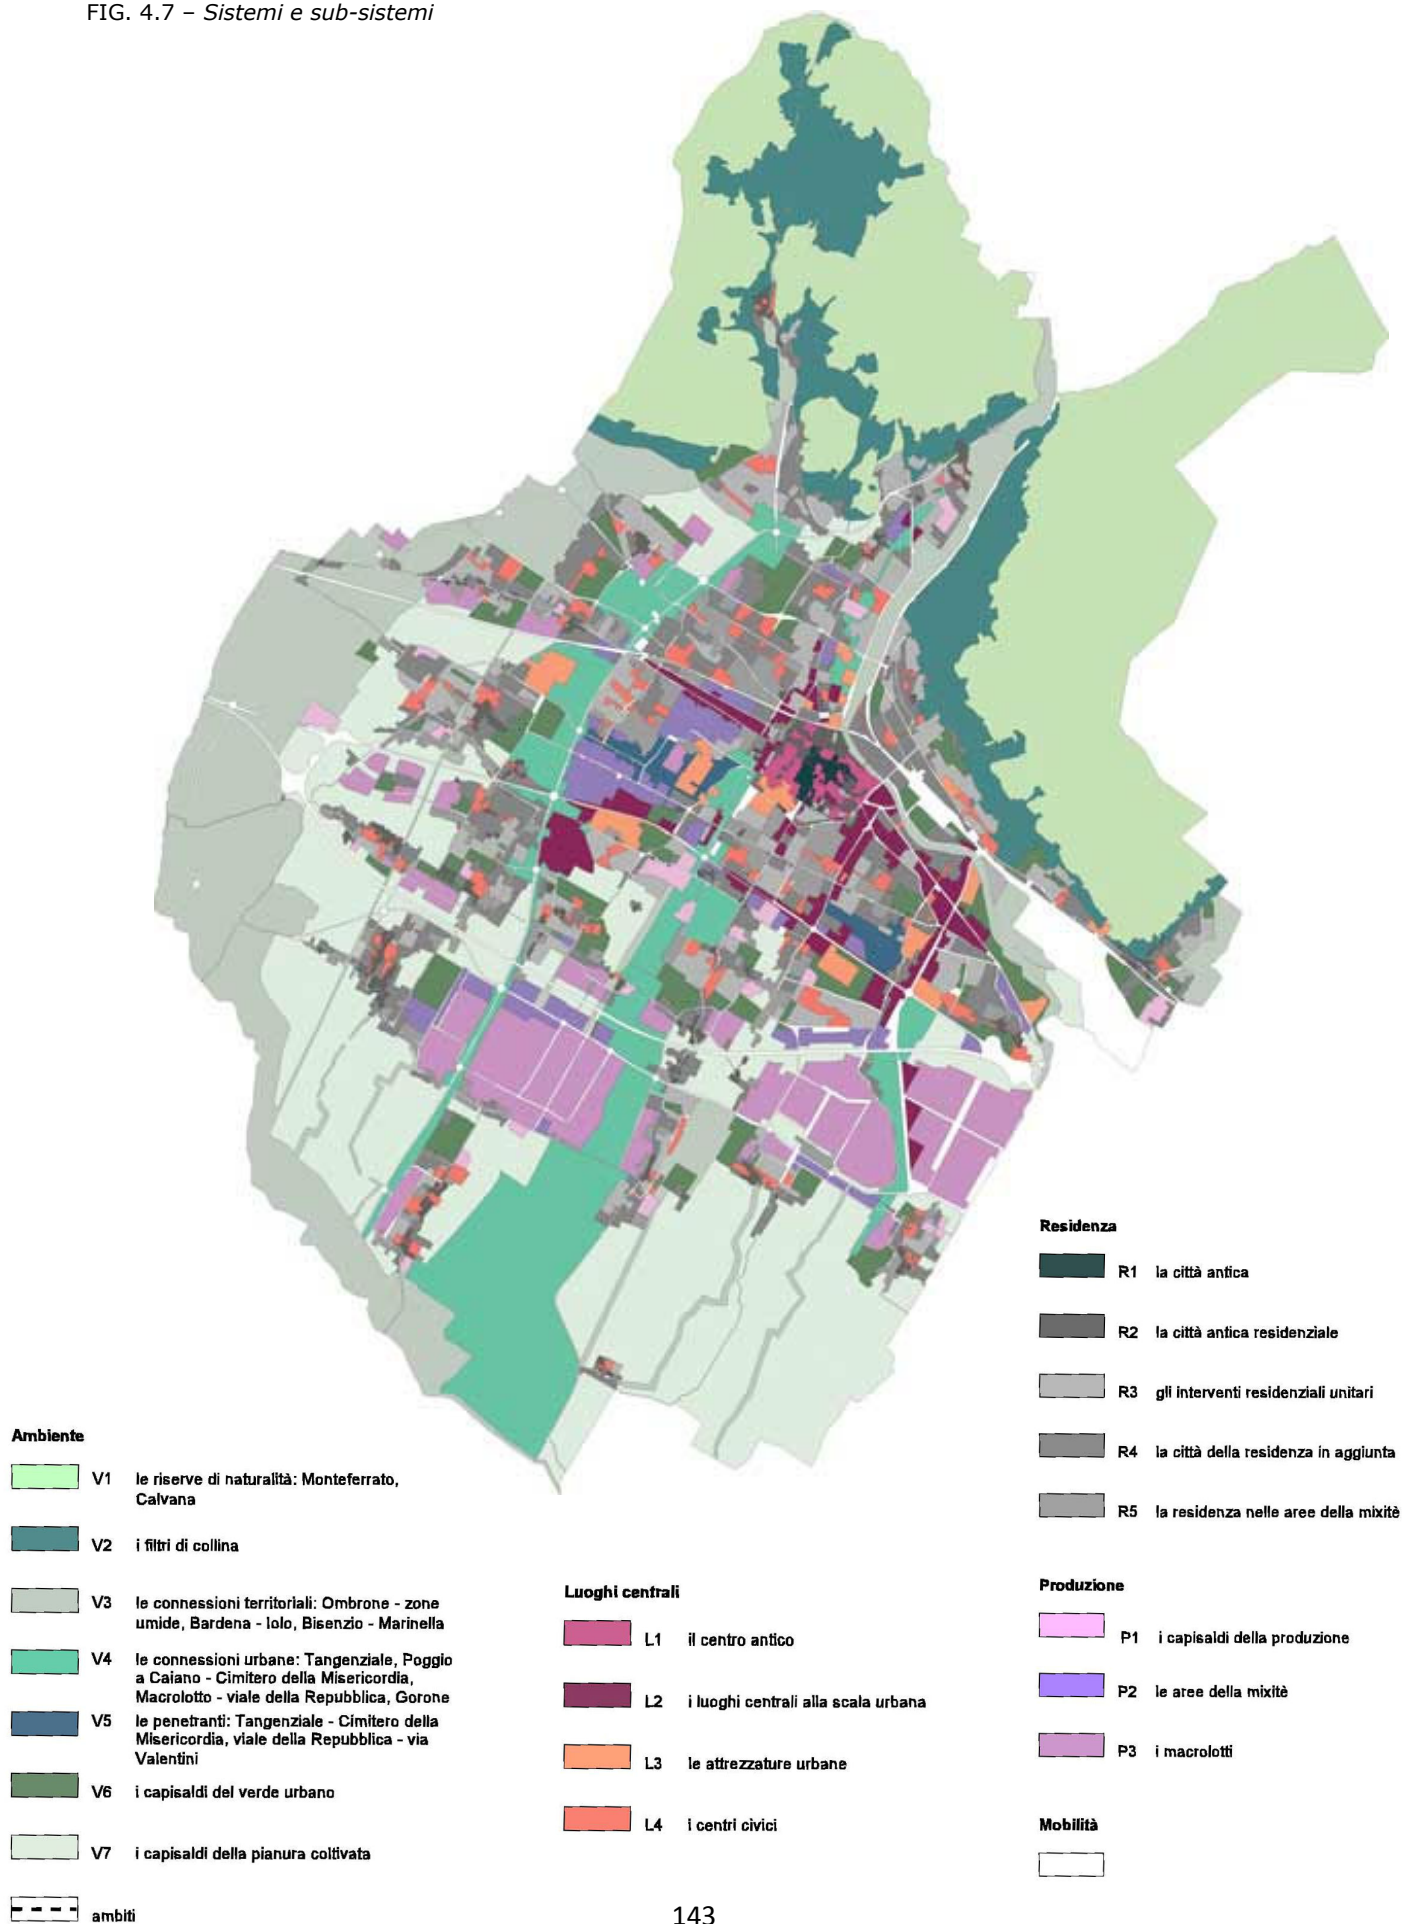 FIG. 4.7 – Sistemi e sub-sistemi
Residenza
R1 la città antica
R2 la città antica residenziale
R3 gli interventi residenziali unitari
R4 la città della residenza in aggiunta
R5 la residenza nelle aree della mixitè
Ambiente
V1 le riserve di naturalità: Monteferrato,
Calvana
V2 i filtri di collina
V3 le connessioni territoriali: Ombrone - zone
umide, Bardena - Iolo, Bisenzio - Marinella
V4 le connessioni urbane: Tangenziale, Poggio
a Caiano - Cimitero della Misericordia,
Macrolotto - viale della Repubblica, Gorone
V5 le penetranti: Tangenziale - Cimitero della
Misericordia, viale della Repubblica - via
Valentini
V6 i capisaldi del verde urbano
V7 i capisaldi della pianura coltivata
ambiti
Luoghi centrali
L1 il centro antico
L2 i luoghi centrali alla scala urbana
L3 le attrezzature urbane
L4 i centri civici
Produzione
P1 i capisaldi della produzione
P2 le aree della mixitè
P3 i macrolotti
Mobilità
143